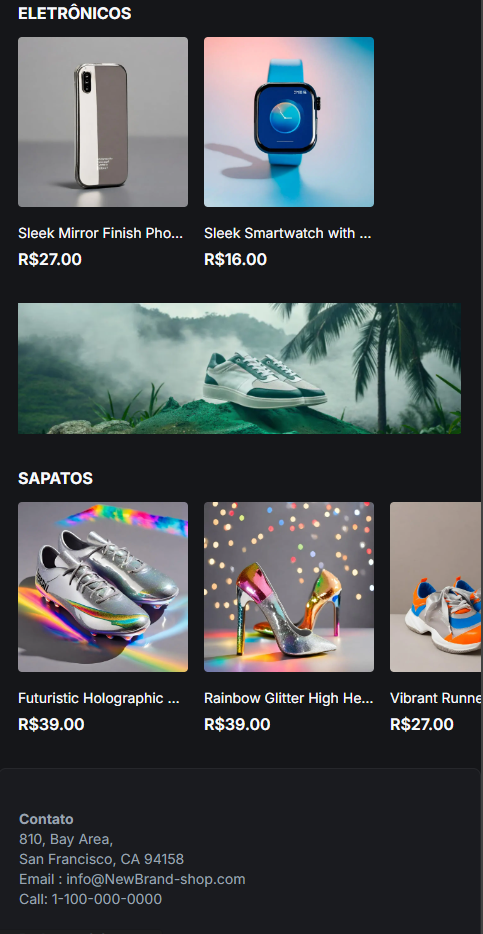 ELETRÔNICOS
Sleek Mirror Finish Pho...
Sleek Smartwatch with ...
R$27.00
R$16.00
SAPATOS
Futuristic Holographic ...
Rainbow Glitter High He...
Vibrant Runne
R$39.00
R$39.00
R$27.00
Contato
810, Bay Area,
San Francisco, CA 94158
Email : info@NewBrand-shop.com
Call: 1-100-000-0000